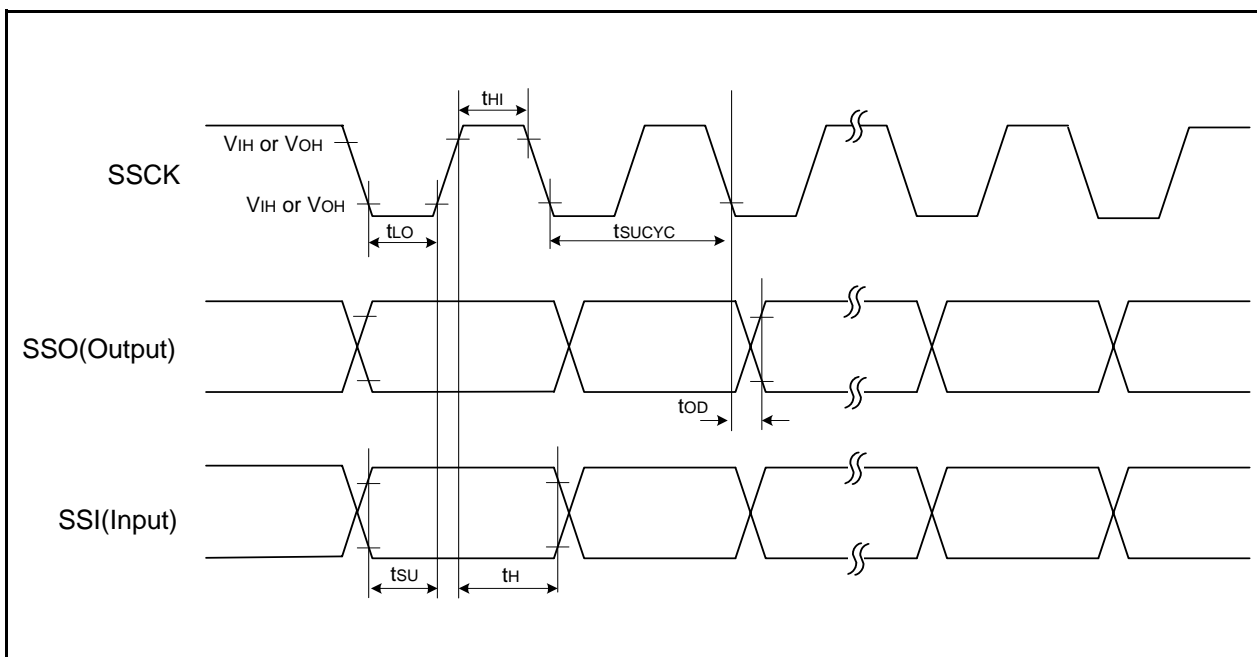 tHI
VIH or VOH
SSCK
VIH or VOH
tLO
tSUCYC
SSO(Output)
tOD
SSI(Input)
tSU
tH